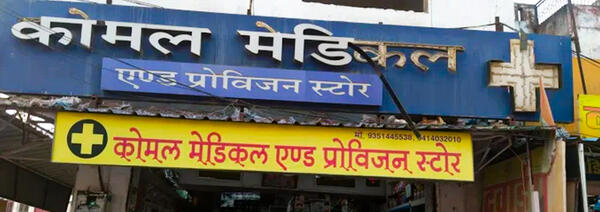 कोमल मेडिकल
एण्ड प्रोविजन स्टोर
मो. 9351445538, 9414032010
कोमल मेडिकल एण्ड प्रोविजन स्टोर